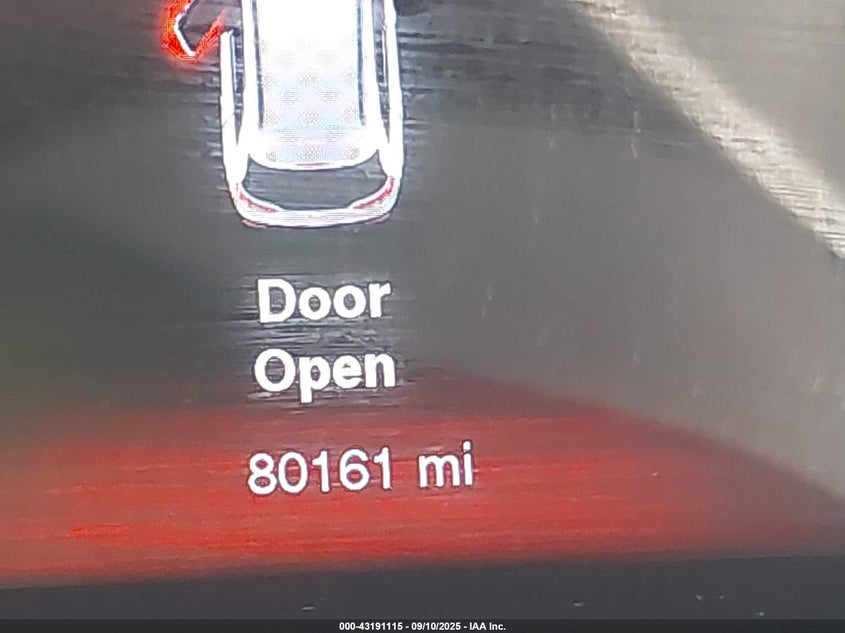 Door
Open
80161 mi
000-43191115 - 09/10/2025 - IAA Inc.